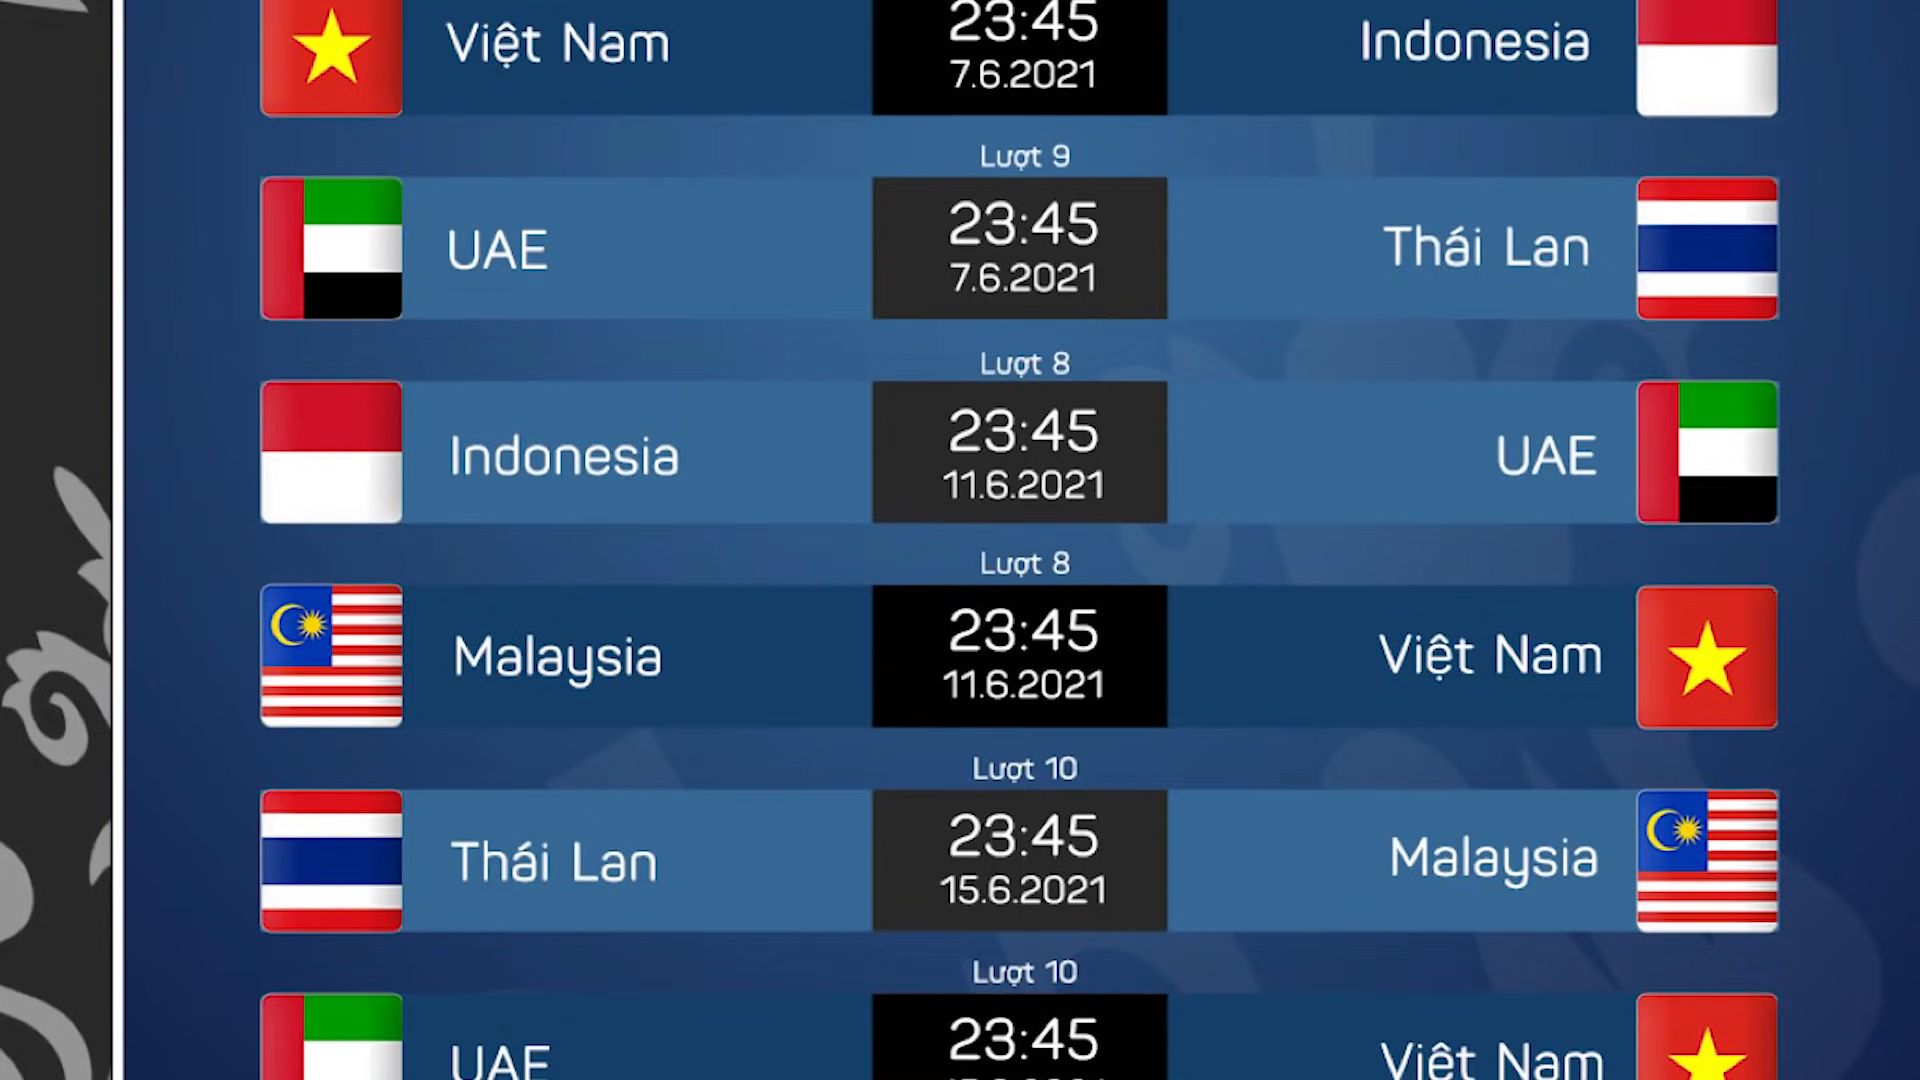 Việt Nam 23:45 Indonesia
7.6.2021
Lượt 9
UAE 23:45 Thái Lan
7.6.2021
Lượt 8
Indonesia 23:45 UAE
11.6.2021
Lượt 8
Malaysia 23:45 Việt Nam
11.6.2021
Lượt 10
Thái Lan 23:45 Malaysia
15.6.2021
Lượt 10
UAE 23:45 Việt Nam